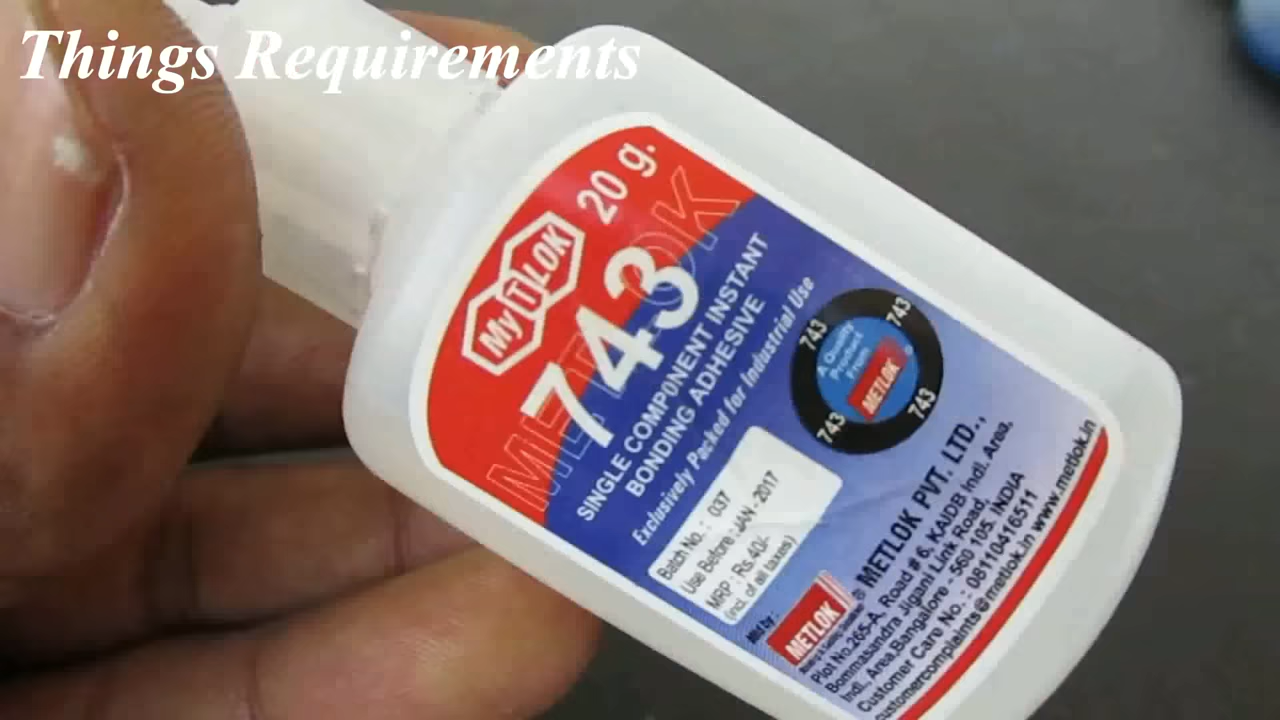 Things Requirements
20 g.
MyTLOK
METLOK
743
SINGLE COMPONENT INSTANT
BONDING ADHESIVE
Exclusively Packed for Industrial Use
743
743
743
743
A Quality
Product
From
METLOK
Batch No.: 037
Use Before: JAN - 2017
MRP : Rs.40/-
(incl. of all taxes)
Mfd by:
METLOK
® METLOK PVT. LTD.,
Plot No.265-A, Road # 6, KAIDB Indl. Area,
Bommasandra Jigani Link Road,
Indl., Area,Bangalore - 560 105. INDIA
Customer Care No.: 08110416511
customercomplaints@metlok.in www.metlok.in